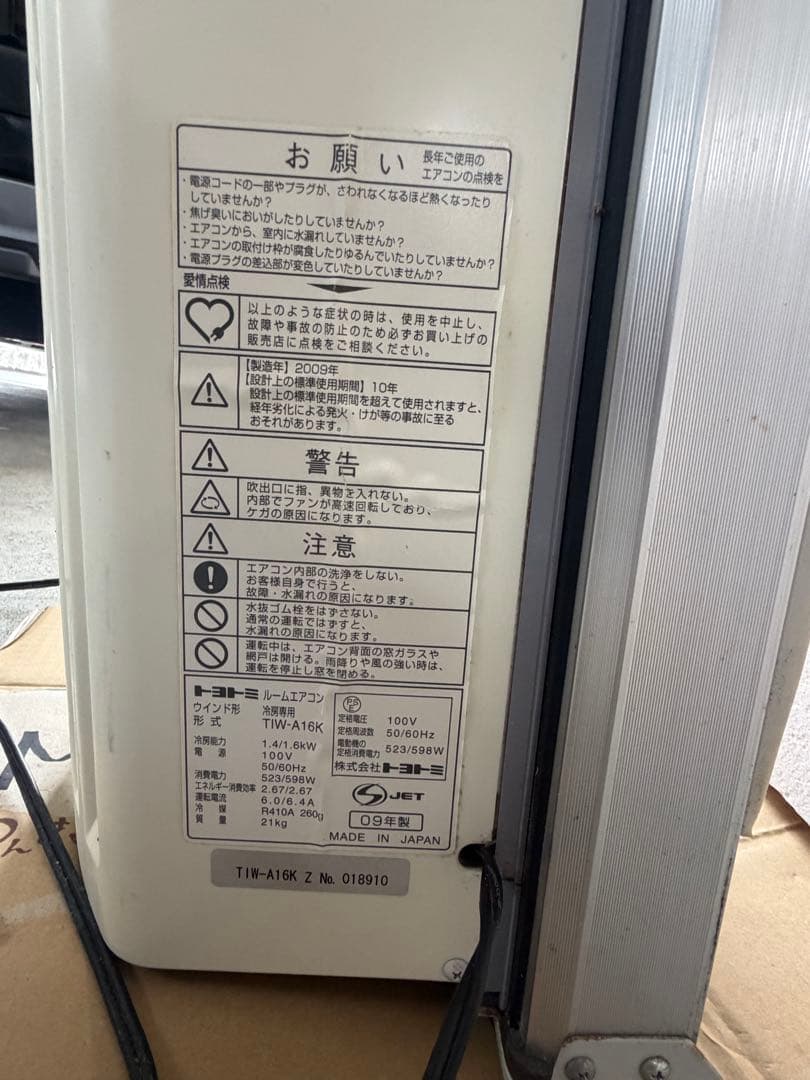 お願い 長年ご使用の
エアコンの点検を
・電源コードの一部やプラグが、さわれなくなるほど熱くなったり
していませんか？
・焦げ臭いにおいがしたりしていませんか？
・エアコンから、室内に水漏れしていませんか？
・エアコンの取付け枠が腐食したりゆるんでいたりしていませんか？
・電源プラグの差込部が変色していたりしていませんか？
愛情点検
以上のような症状の時は、使用を中止し、
故障や事故の防止のため必ずお買い上げの
販売店に点検をご相談ください。
【製造年】2009年
【設計上の標準使用期間】10年
設計上の標準使用期間を超えて使用されますと、
経年劣化による発火・けが等の事故に至る
おそれがあります。
警告
吹出口に指、異物を入れない。
内部でファンが高速回転しており、
ケガの原因になります。
注意
エアコン内部の洗浄をしない。
お客様自身で行うと、
故障・水漏れの原因になります。
水抜ゴム栓をはずさない。
通常の運転ではずすと、
水漏れの原因になります。
運転中は、エアコン背面の窓ガラスや
網戸は開ける。雨降りや風の強い時は、
運転を停止し窓を閉める。
トヨトミ ルームエアコン
ウインド形 冷房専用
形式 TIW-A16K
冷房能力 1.4/1.6kW
電源 100V
50/60Hz
消費電力 523/598W
エネルギー消費効率 2.67/2.67
運転電流 6.0/6.4A
冷媒 R410A 260g
質量 21kg
PS
E
定格電圧 100V
定格周波数 50/60Hz
電動機の
定格消費電力 523/598W
株式会社トヨトミ
JET
09年製
MADE IN JAPAN
TIW-A16K Z No. 018910